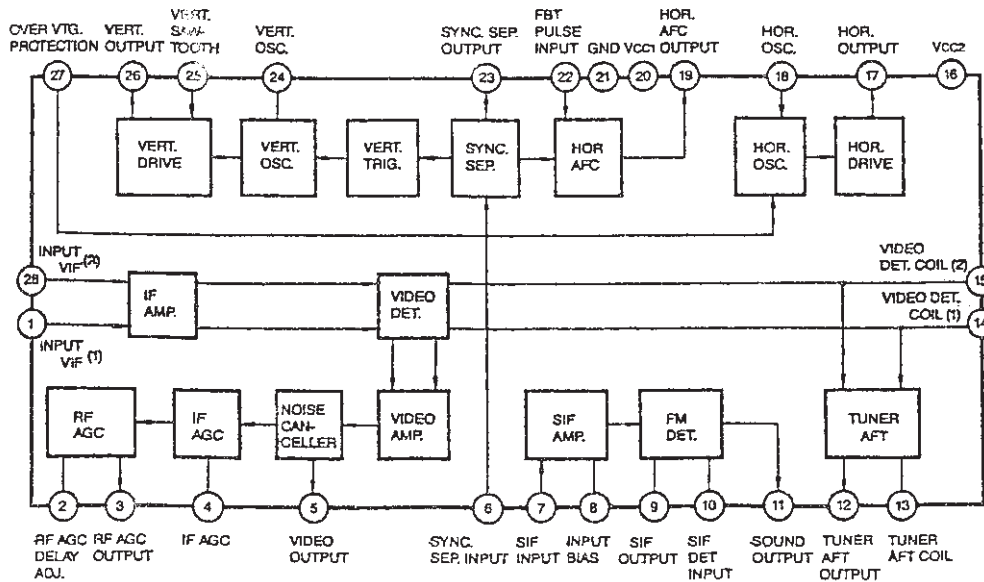 OVER VTG.
PROTECTION
VERT.
OUTPUT
VERT.
SAW
TOOTH
VERT.
OSC.
SYNC. SEP.
OUTPUT
FBT
PULSE
INPUT
GND
VCC1
HOR.
AFC
OUTPUT
HOR.
OSC.
HOR.
OUTPUT
VCC2
27
26
25
24
23
22
21
20
19
18
17
16
VERT.
DRIVE
VERT.
OSC.
VERT.
TRIG.
SYNC.
SEP.
HOR
AFC
HOR.
OSC.
HOR.
DRIVE
INPUT
VIF (2)
28
1
INPUT
VIF (1)
IF
AMP.
VIDEO
DET.
VIDEO
DET. COIL (2)
15
VIDEO DET.
COIL (1)
14
RF
AGC
IF
AGC
NOISE
CAN-
CELLER
VIDEO
AMP.
SIF
AMP.
FM
DET.
TUNER
AFT
2
3
4
5
6
7
8
9
10
11
12
13
RF AGC
DELAY
ADJ.
RF AGC
OUTPUT
IF AGC
VIDEO
OUTPUT
SYNC.
SEP. INPUT
SIF
INPUT
INPUT
BIAS
SIF
OUTPUT
SIF
DET
INPUT
SOUND
OUTPUT
TUNER
AFT
OUTPUT
TUNER
AFT COIL